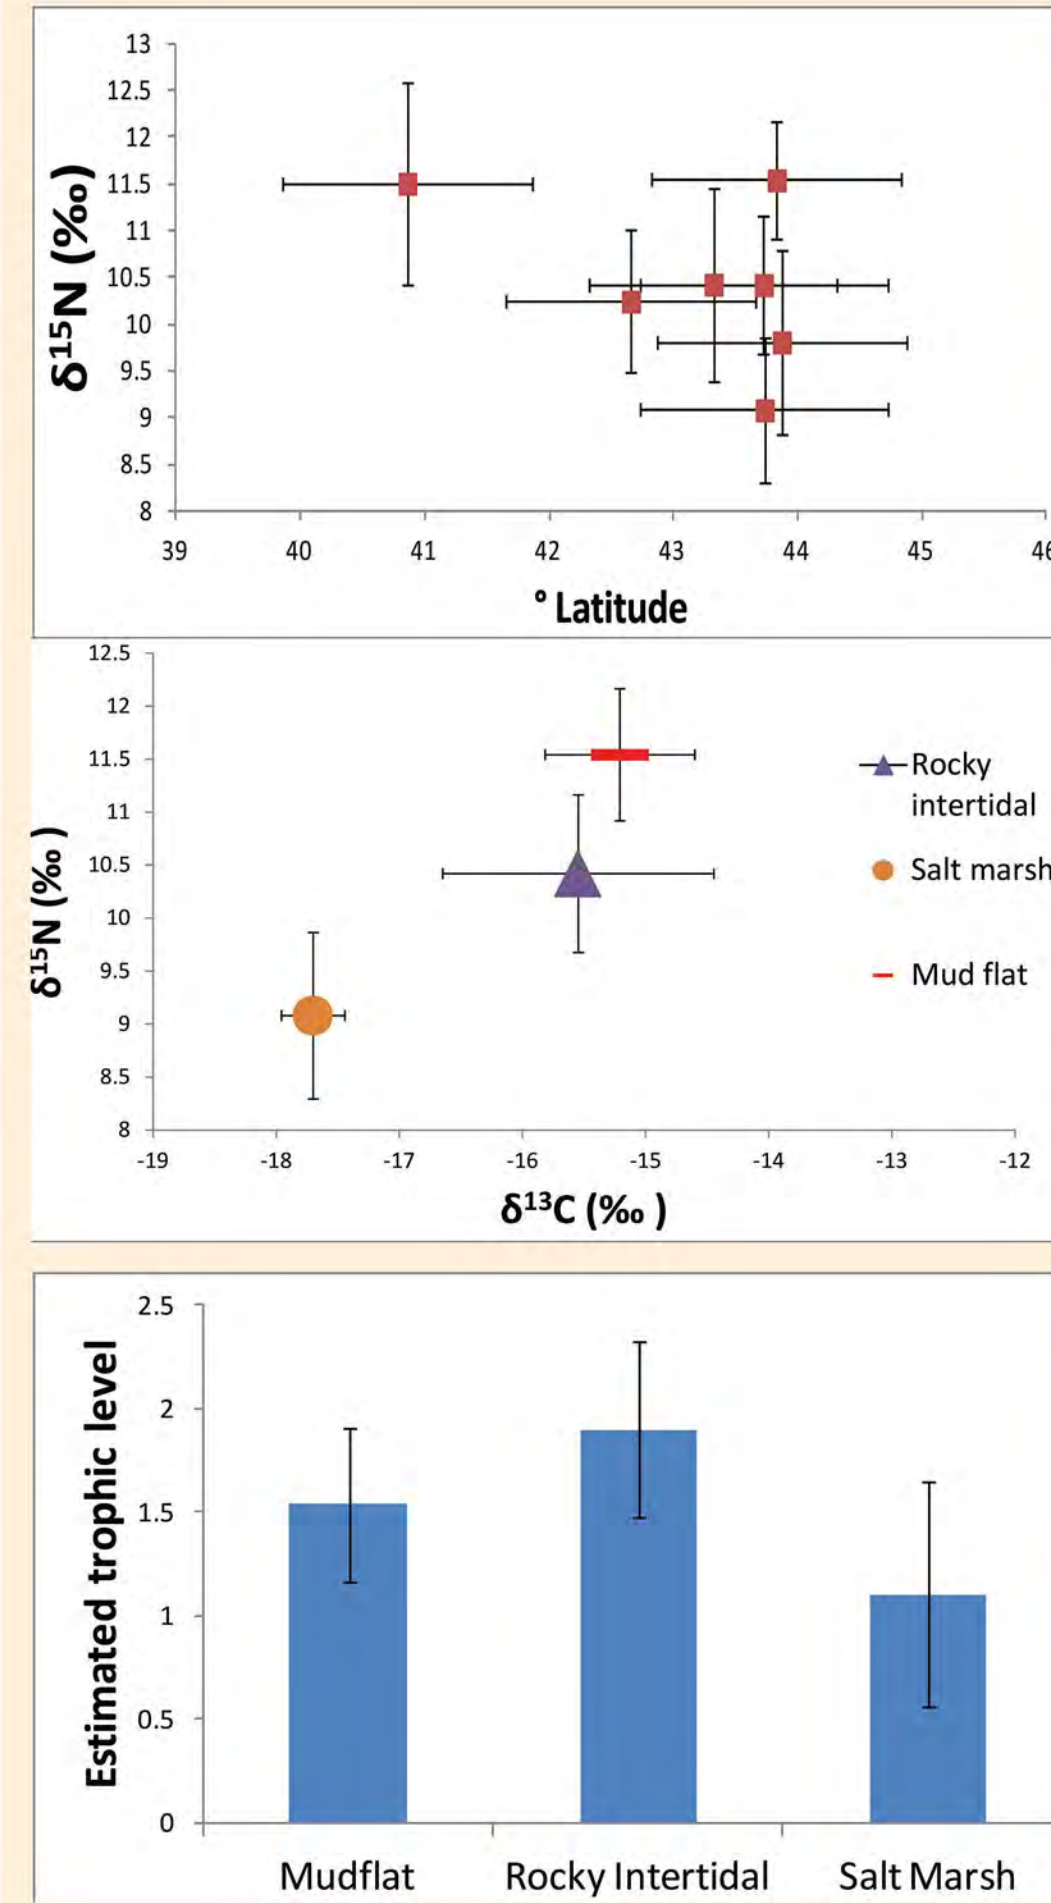 13
12.5
12
11.5
11
10.5
10
9.5
9
8.5
8
δ¹⁵N (‰)
39 40 41 42 43 44 45 46
° Latitude
12.5
12
11.5
11
10.5
10
9.5
9
8.5
8
δ¹⁵N (‰ )
Rocky
intertidal
Salt marsh
Mud flat
-19 -18 -17 -16 -15 -14 -13 -12
δ¹³C (‰ )
2.5
2
1.5
1
0.5
0
Estimated trophic level
Mudflat Rocky Intertidal Salt Marsh